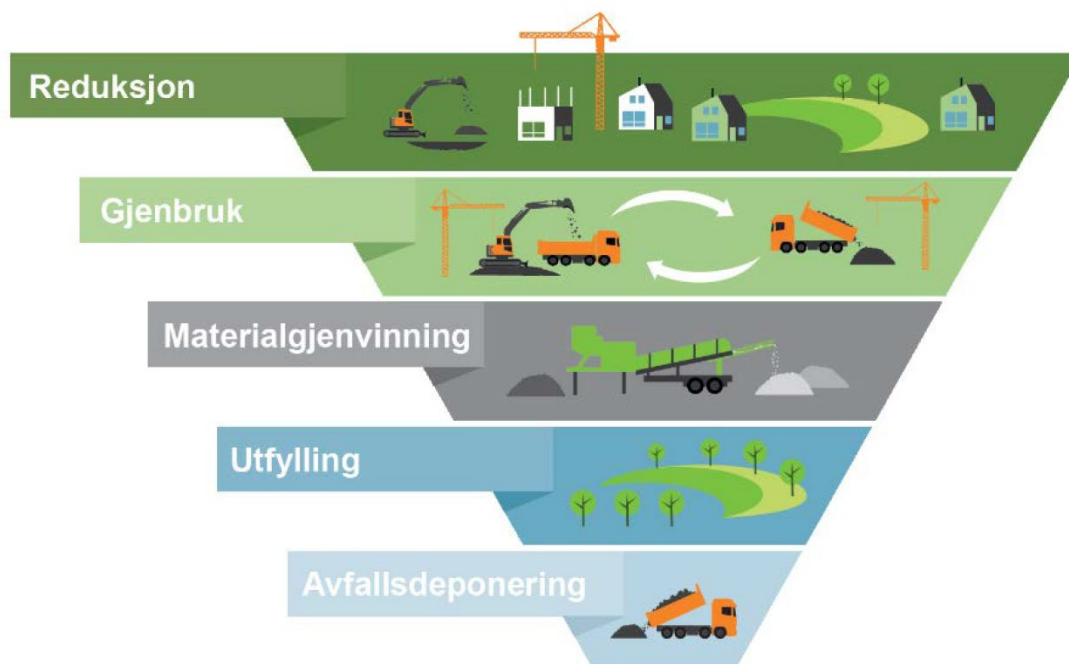 Reduksjon
Gjenbruk
Materialgjenvinning
Utfylling
Avfallsdeponering